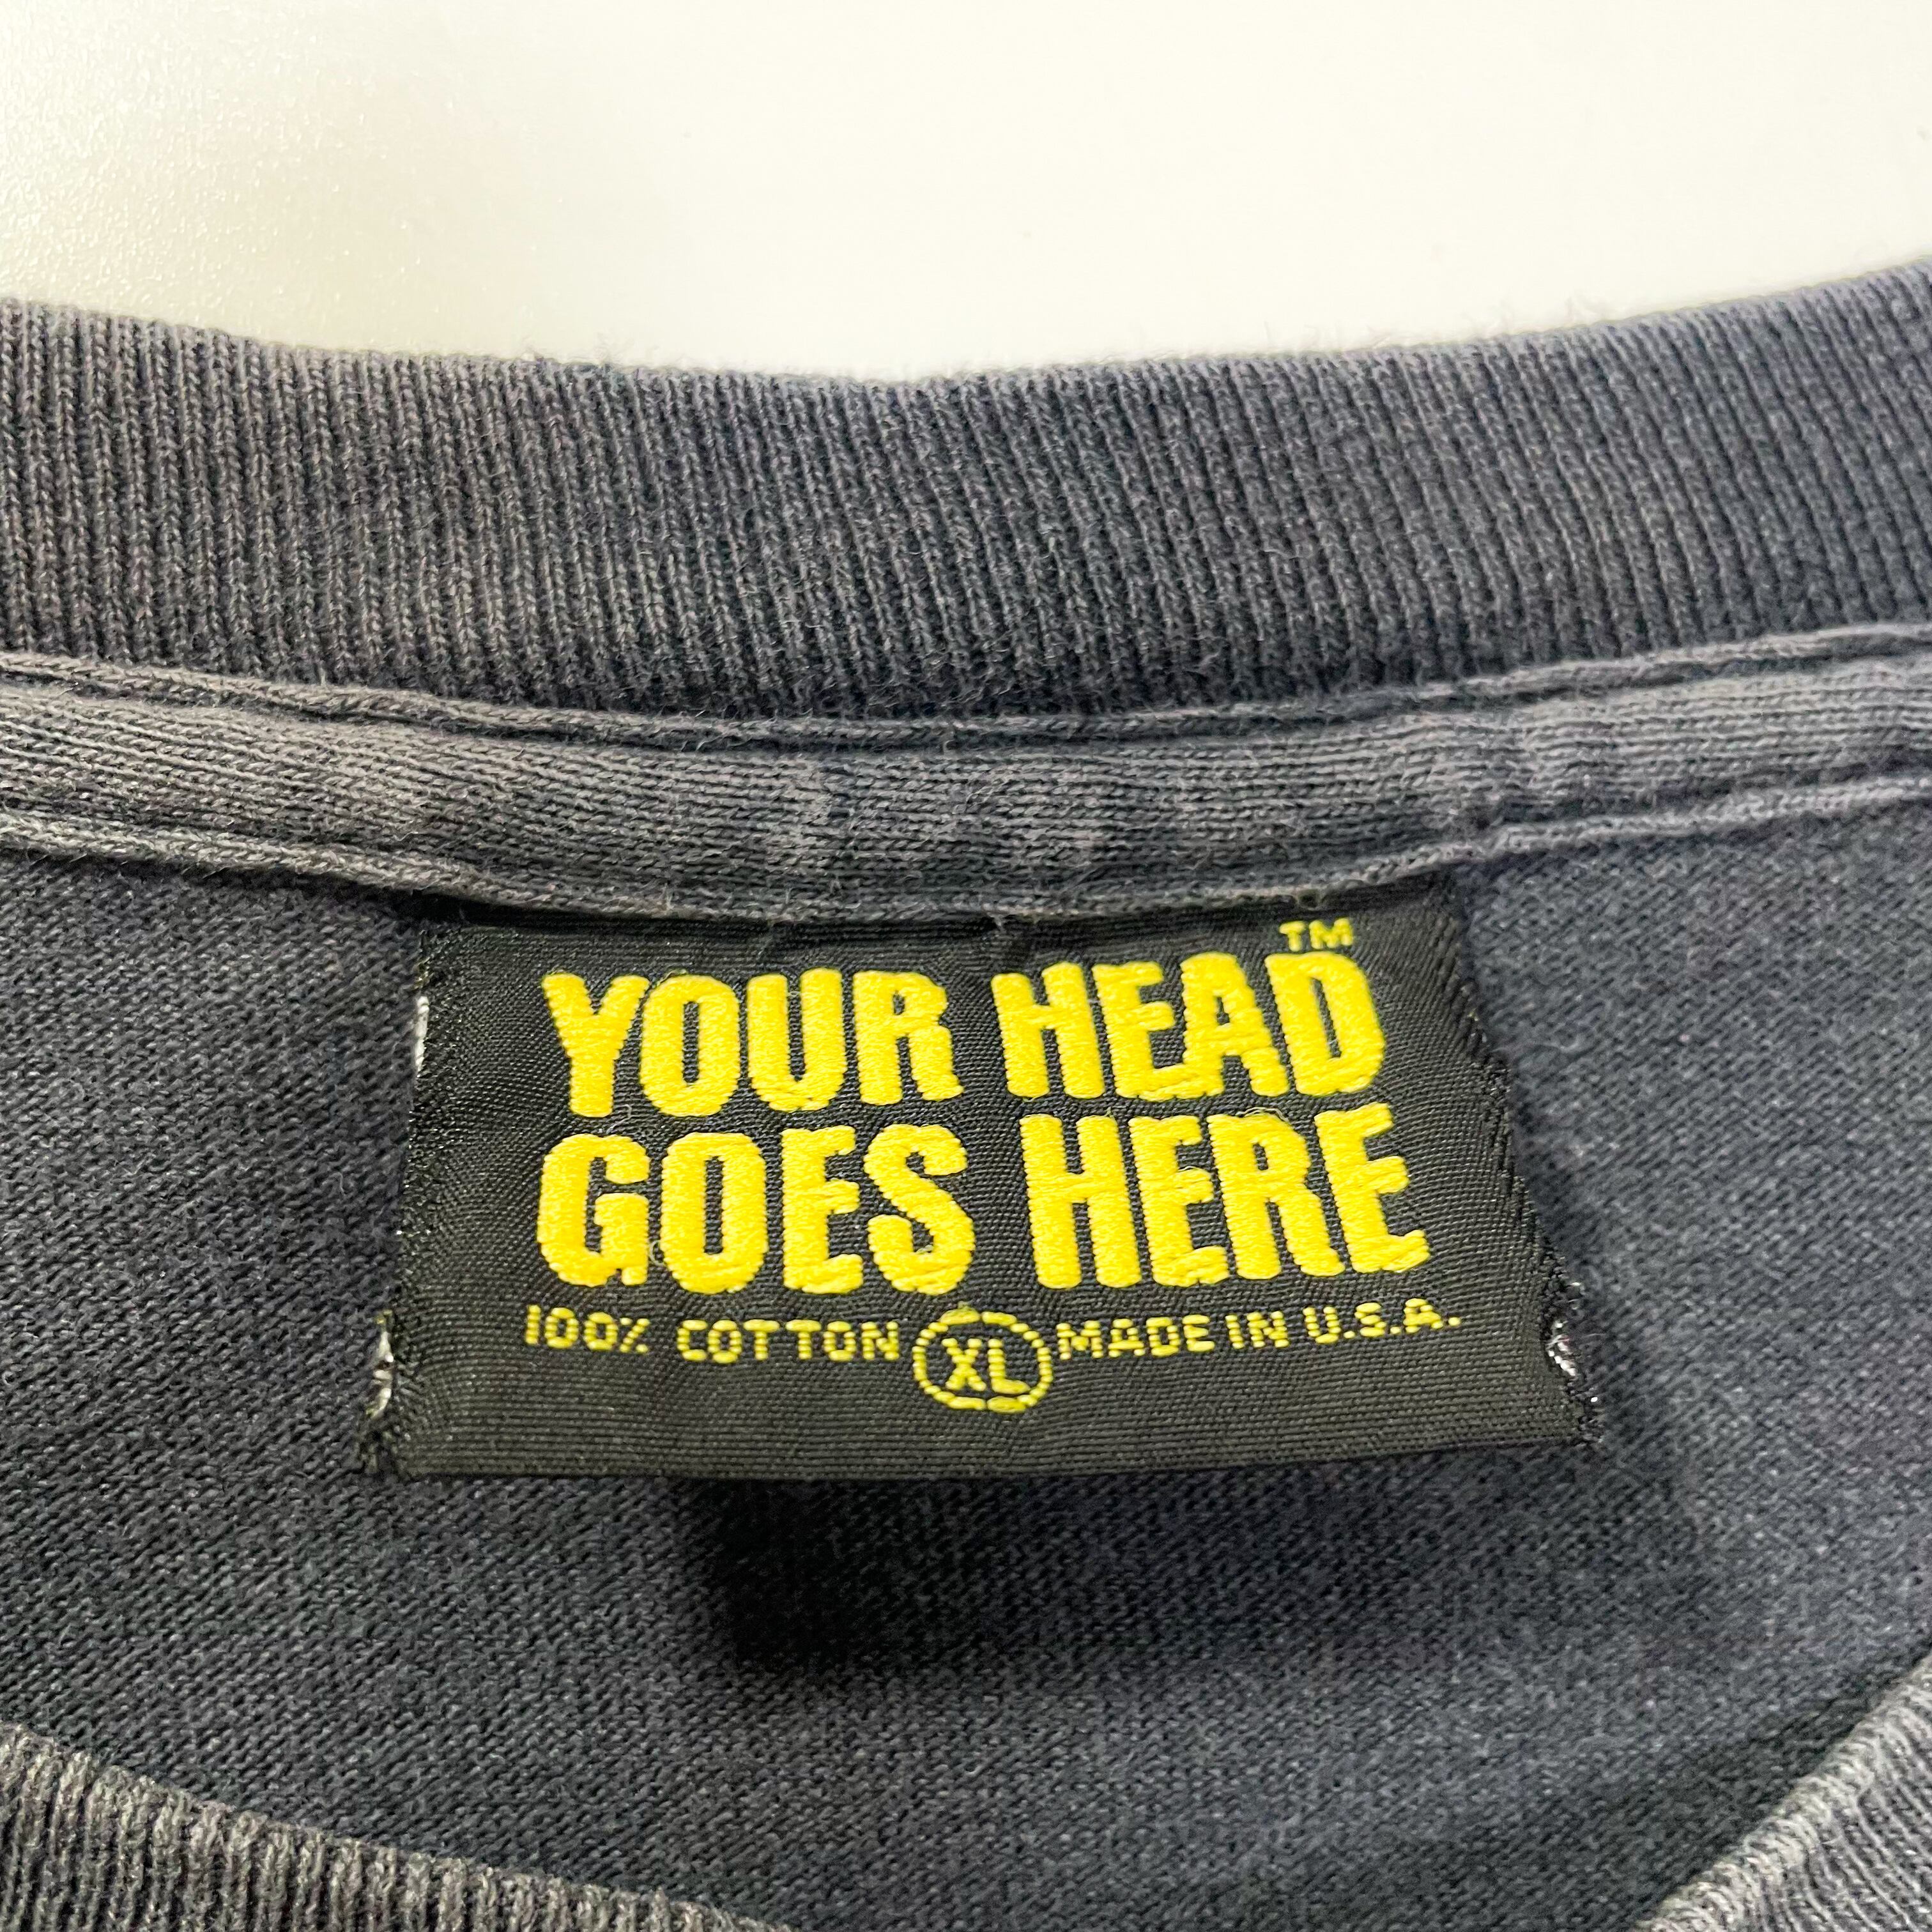 YOUR HEAD™
GOES HERE
100% COTTON XL MADE IN U.S.A.